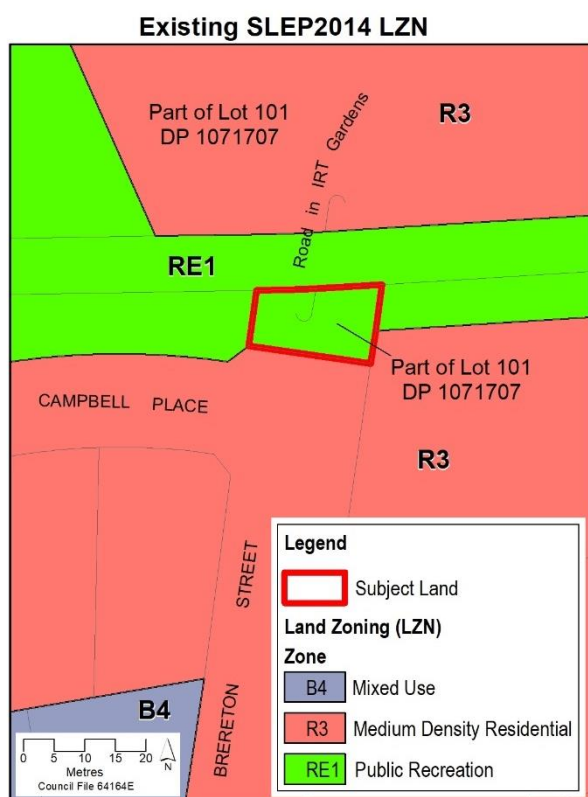 Existing SLEP2014 LZN
Part of Lot 101
DP 1071707
R3
Road in IRT Gardens
RE1
Part of Lot 101
DP 1071707
CAMPBELL PLACE
R3
BRERETON STREET
B4
0 5 10 15 20
Metres
Council File 64164E
N
Legend
Subject Land
Land Zoning (LZN)
Zone
B4 Mixed Use
R3 Medium Density Residential
RE1 Public Recreation